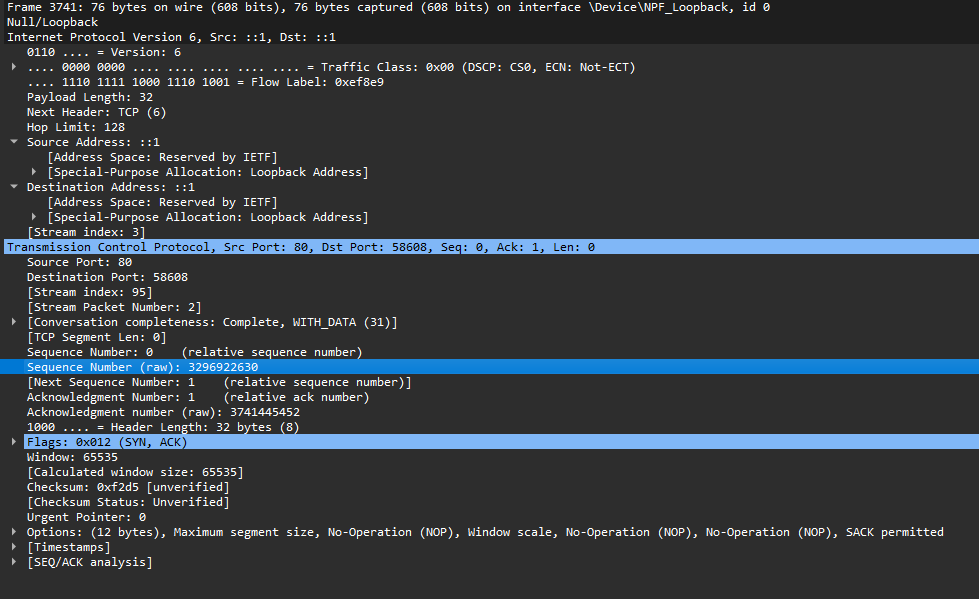 Frame 3741: 76 bytes on wire (608 bits), 76 bytes captured (608 bits) on interface \Device\NPF_Loopback, id 0
Null/Loopback
Internet Protocol Version 6, Src: ::1, Dst: ::1
0110 .... = Version: 6
.... 0000 0000 .... .... .... .... .... = Traffic Class: 0x00 (DSCP: CS0, ECN: Not-ECT)
.... 1110 1111 1000 1110 1001 = Flow Label: 0xef8e9
Payload Length: 32
Next Header: TCP (6)
Hop Limit: 128
Source Address: ::1
[Address Space: Reserved by IETF]
[Special-Purpose Allocation: Loopback Address]
Destination Address: ::1
[Address Space: Reserved by IETF]
[Special-Purpose Allocation: Loopback Address]
[Stream index: 3]
Transmission Control Protocol, Src Port: 80, Dst Port: 58608, Seq: 0, Ack: 1, Len: 0
Source Port: 80
Destination Port: 58608
[Stream index: 95]
[Stream Packet Number: 2]
[Conversation completeness: Complete, WITH_DATA (31)]
[TCP Segment Len: 0]
Sequence Number: 0    (relative sequence number)
Sequence Number (raw): 3296922630
[Next Sequence Number: 1    (relative sequence number)]
Acknowledgment Number: 1    (relative ack number)
Acknowledgment number (raw): 3741445452
1000 .... = Header Length: 32 bytes (8)
Flags: 0x012 (SYN, ACK)
Window: 65535
[Calculated window size: 65535]
Checksum: 0xf2d5 [unverified]
[Checksum Status: Unverified]
Urgent Pointer: 0
Options: (12 bytes), Maximum segment size, No-Operation (NOP), Window scale, No-Operation (NOP), No-Operation (NOP), SACK permitted
[Timestamps]
[SEQ/ACK analysis]